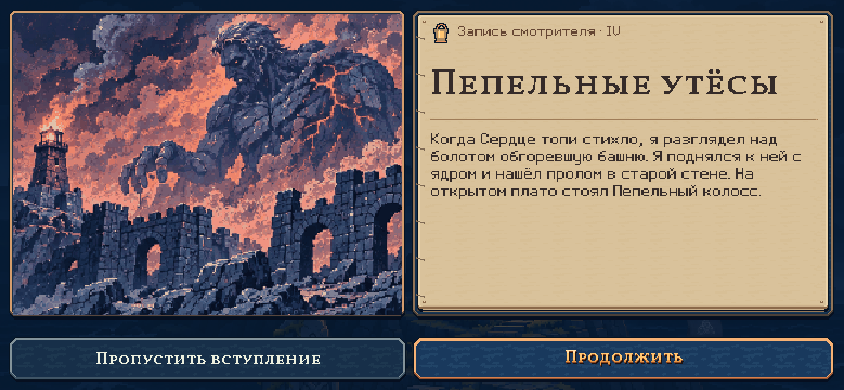 Запись смотрителя · IV
Пепельные утёсы
Когда Сердце топи стихло, я разглядел над
болотом обгоревшую башню. Я поднялся к ней с
ядром и нашёл пролом в старой стене. На
открытом плато стоял Пепельный колосс.
Пропустить вступление
Продолжить